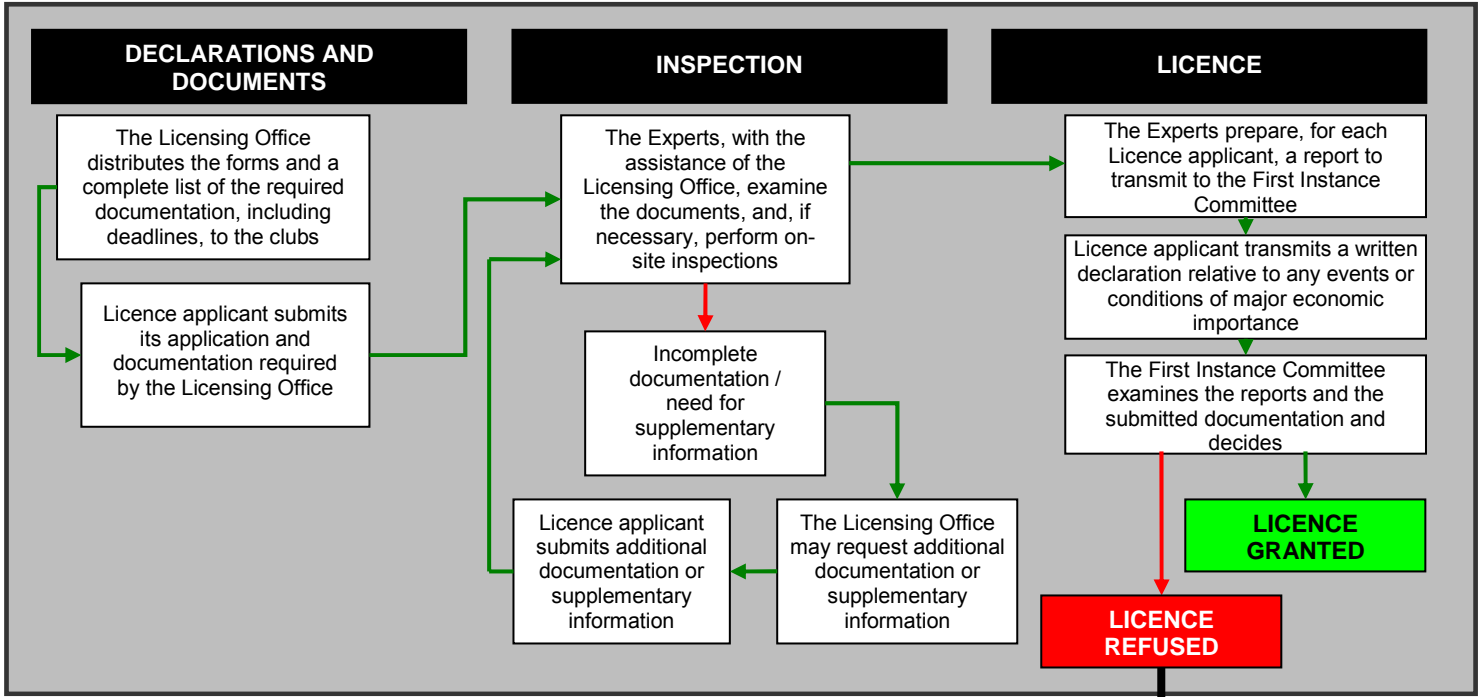 DECLARATIONS AND
DOCUMENTS
The Licensing Office
distributes the forms and a
complete list of the required
documentation, including
deadlines, to the clubs
Licence applicant submits
its application and
documentation required
by the Licensing Office
INSPECTION
The Experts, with the
assistance of the
Licensing Office, examine
the documents, and, if
necessary, perform on-
site inspections
Incomplete
documentation /
need for
supplementary
information
The Licensing Office
may request additional
documentation or
supplementary
information
Licence applicant
submits additional
documentation or
supplementary
information
LICENCE
The Experts prepare, for each
Licence applicant, a report to
transmit to the First Instance
Committee
Licence applicant transmits a written
declaration relative to any events or
conditions of major economic
importance
The First Instance Committee
examines the reports and the
submitted documentation and
decides
LICENCE
GRANTED
LICENCE
REFUSED